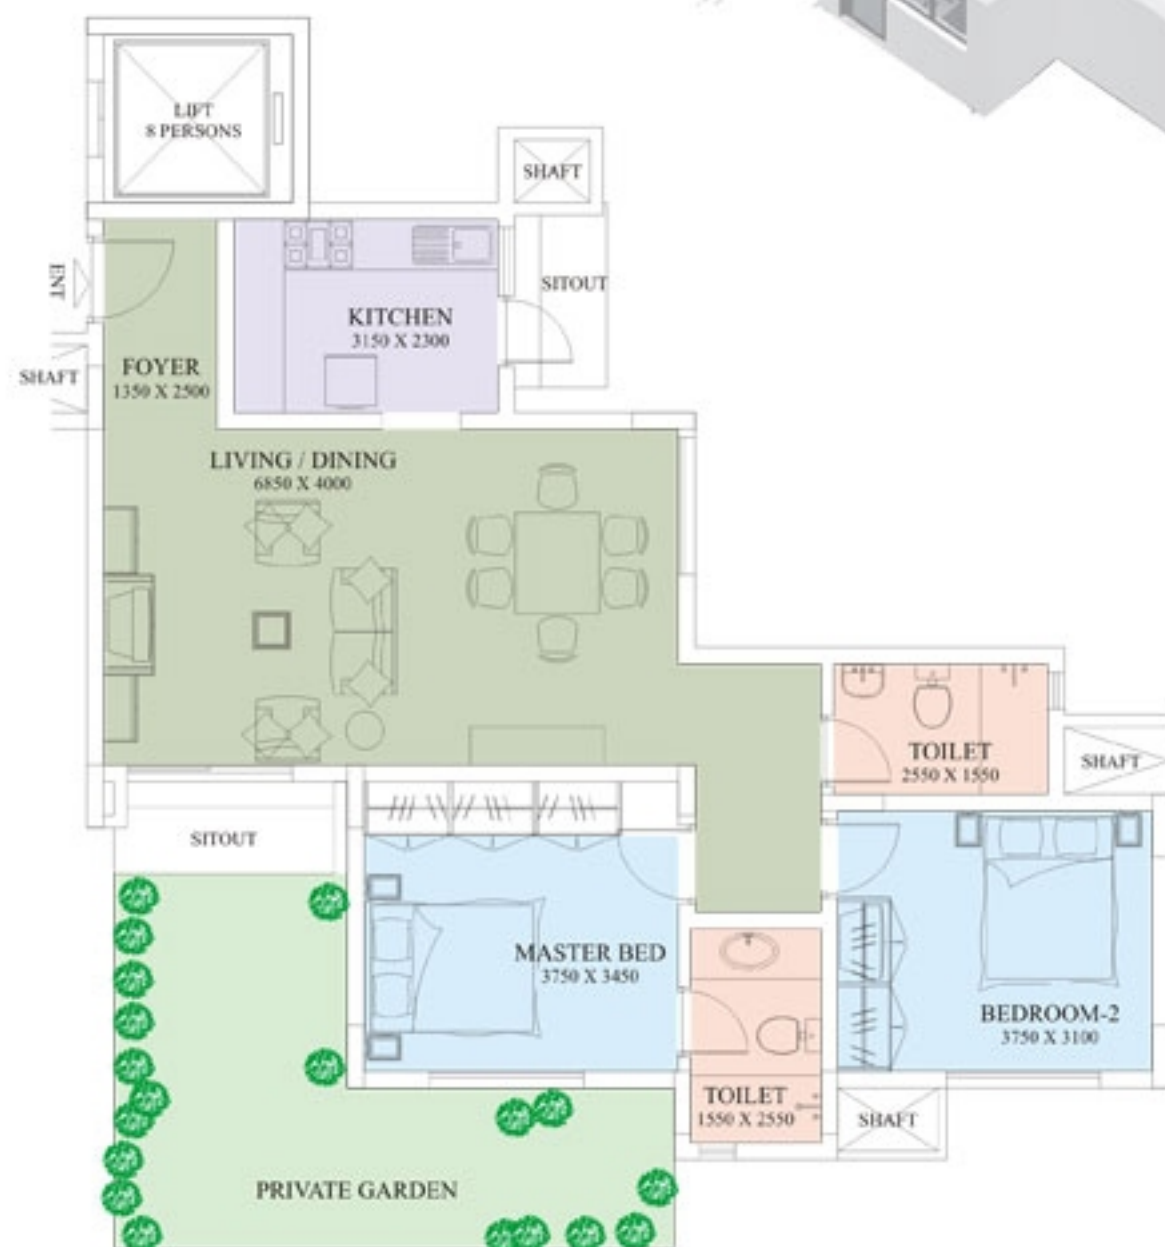 LIFT
8 PERSONS
SHAFT
ENT
SITOUT
KITCHEN
3150 X 2300
SHAFT
FOYER
1350 X 2500
LIVING / DINING
6850 X 4000
TOILET
2550 X 1550
SHAFT
SITOUT
MASTER BED
3750 X 3450
BEDROOM-2
3750 X 3100
TOILET
1550 X 2550
SHAFT
PRIVATE GARDEN